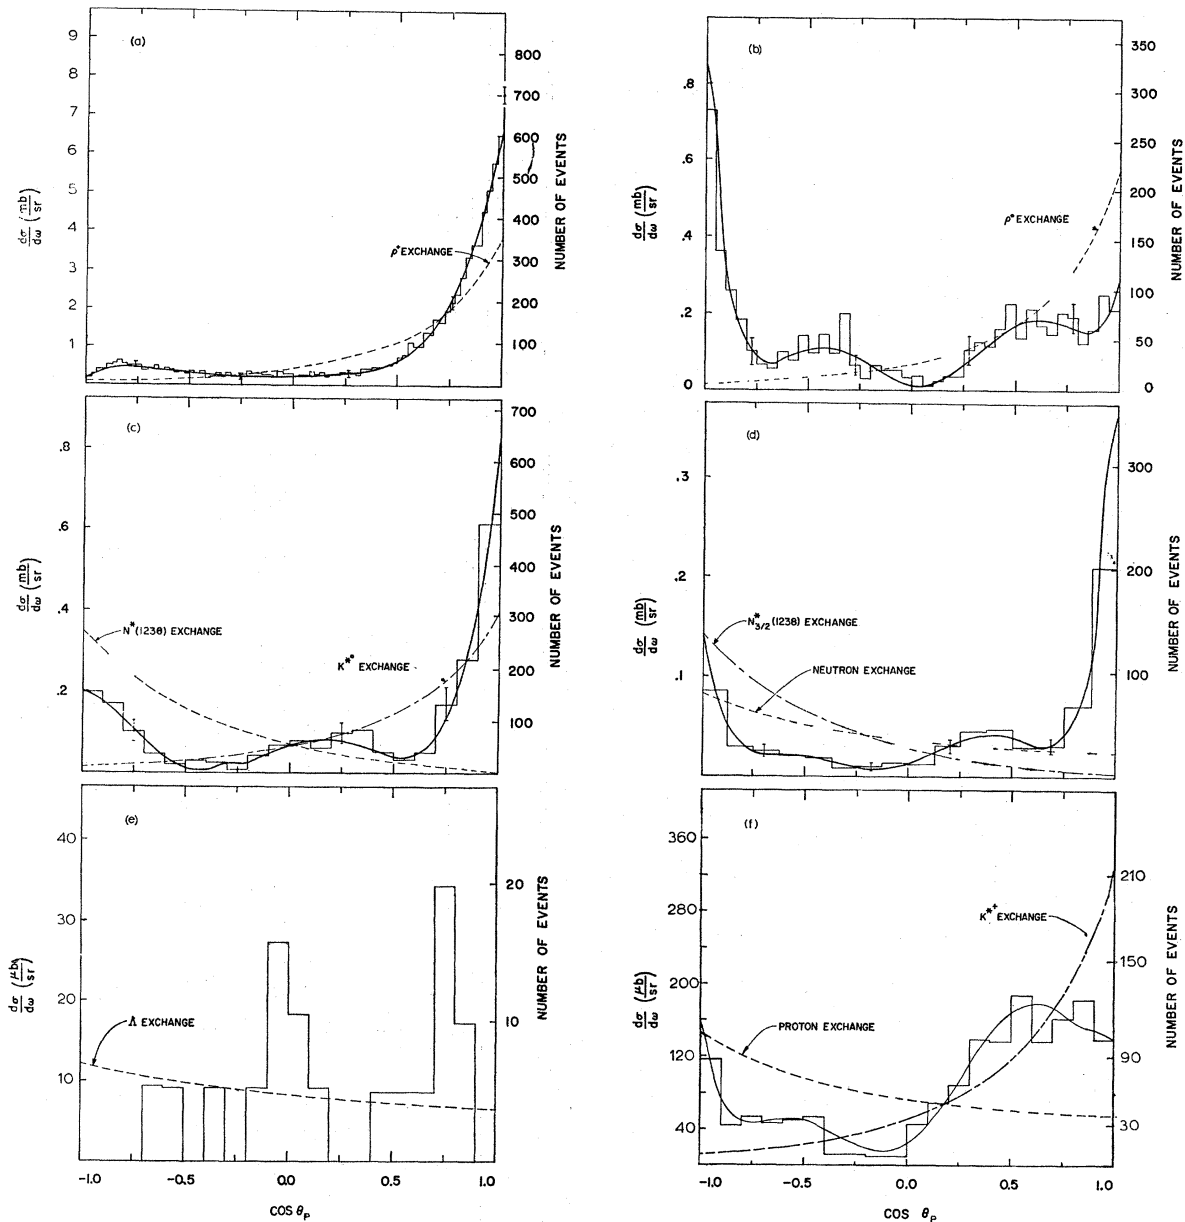 (a)
9
8
7
6
5
4
3
2
1
dσ/dω (mb/sr)
800
700
600
500
400
300
200
100
NUMBER OF EVENTS
ρ⁺ EXCHANGE
(b)
.8
.6
.4
.2
0
dσ/dω (mb/sr)
350
300
250
200
150
100
50
0
NUMBER OF EVENTS
ρ° EXCHANGE
(c)
.8
.6
.4
.2
dσ/dω (mb/sr)
700
600
500
400
300
200
100
NUMBER OF EVENTS
N*(1238) EXCHANGE
K*° EXCHANGE
(d)
.3
.2
.1
dσ/dω (mb/sr)
300
200
100
NUMBER OF EVENTS
N*3/2(1238) EXCHANGE
NEUTRON EXCHANGE
(e)
40
30
20
10
dσ/dω (μb/sr)
20
10
NUMBER OF EVENTS
Λ EXCHANGE
-1.0 -0.5 0.0 0.5 1.0
COS θP
(f)
360
280
200
160
120
40
dσ/dω (μb/sr)
210
150
90
30
NUMBER OF EVENTS
K*⁺ EXCHANGE
PROTON EXCHANGE
-1.0 -0.5 0.0 0.5 1.0
COS θP